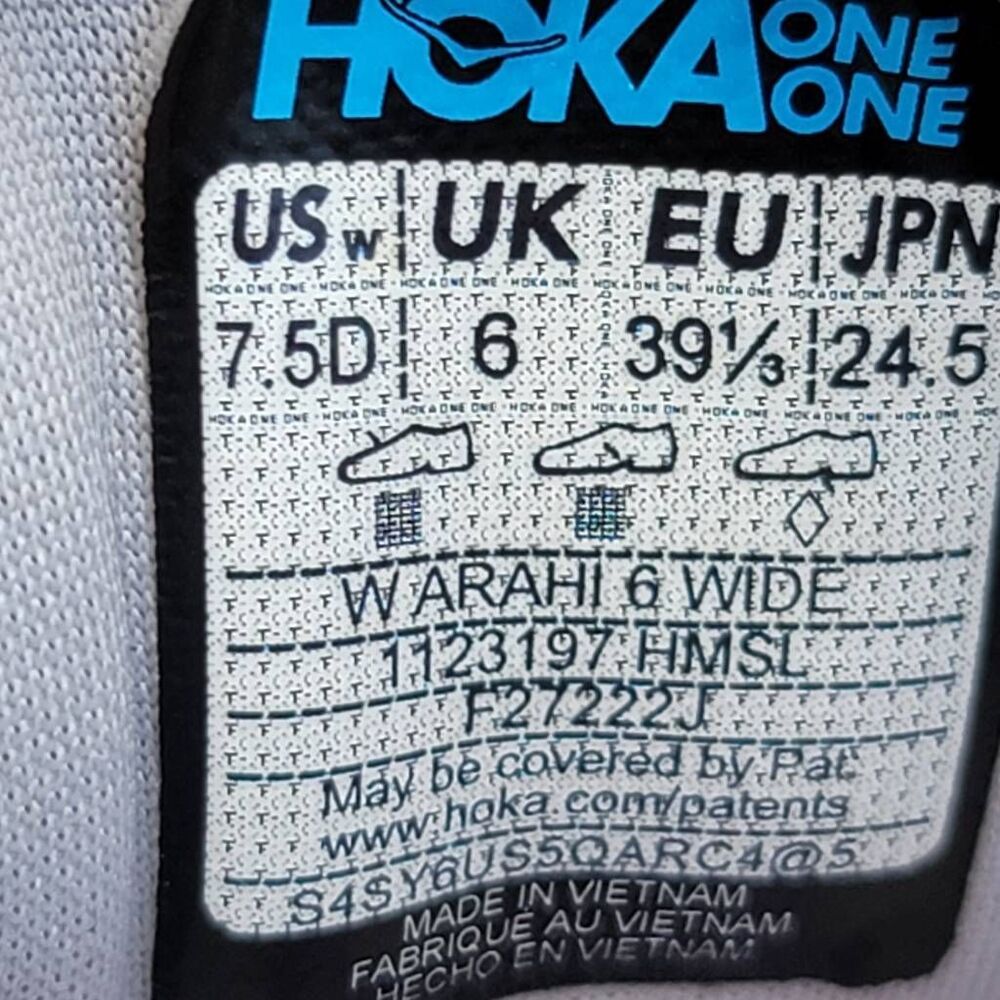 HOKA ONE ONE
USw UK EU JPN
7.5D 6 39⅓ 24.5
W ARAHI 6 WIDE
1123197 HMSL
F27222J
May be covered by Pat.
www.hoka.com/patents
S4SY6US5QARC4@5
MADE IN VIETNAM
FABRIQUE AU VIETNAM
HECHO EN VIETNAM